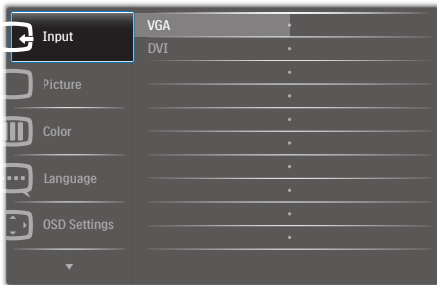 Input
VGA
DVI
Picture
Color
Language
OSD Settings